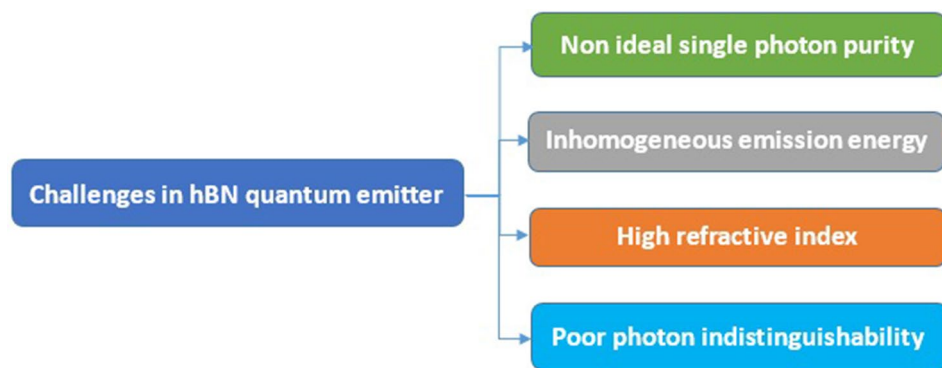 Non ideal single photon purity
Inhomogeneous emission energy
Challenges in hBN quantum emitter
High refractive index
Poor photon indistinguishability